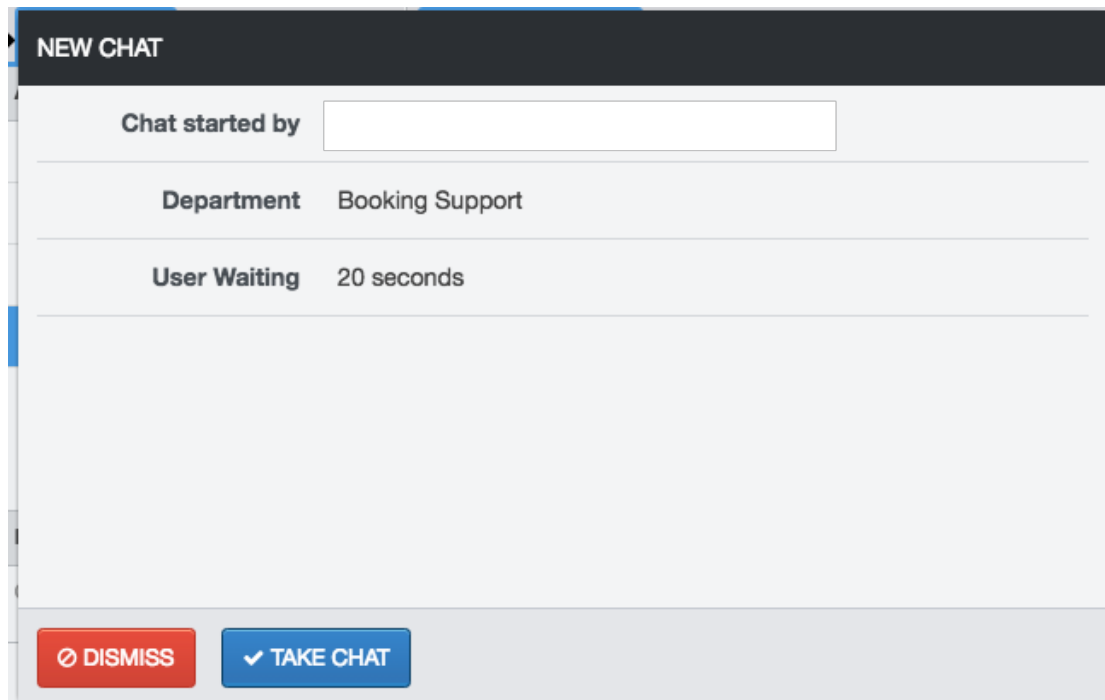 NEW CHAT
Chat started by
Department Booking Support
User Waiting 20 seconds
DISMISS
TAKE CHAT